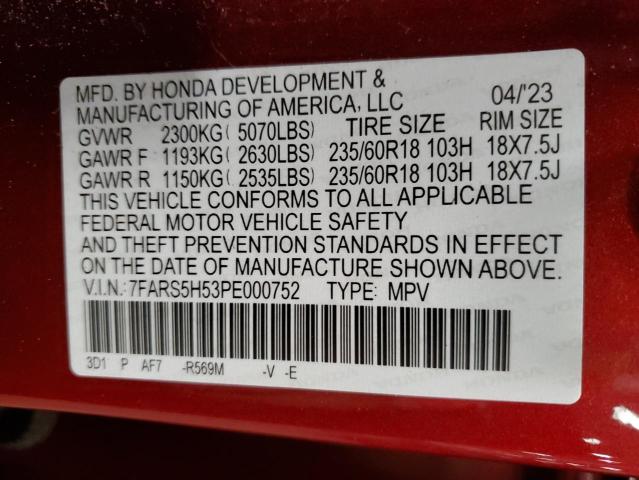 MFD. BY HONDA DEVELOPMENT &
MANUFACTURING OF AMERICA, LLC 04/'23
GVWR 2300KG( 5070LBS) TIRE SIZE RIM SIZE
GAWR F 1193KG( 2630LBS) 235/60R18 103H 18X7.5J
GAWR R 1150KG( 2535LBS) 235/60R18 103H 18X7.5J
THIS VEHICLE CONFORMS TO ALL APPLICABLE
FEDERAL MOTOR VEHICLE SAFETY
AND THEFT PREVENTION STANDARDS IN EFFECT
ON THE DATE OF MANUFACTURE SHOWN ABOVE.
V.I.N.:7FARS5H53PE000752 TYPE: MPV
3D1 P AF7 -R569M -V -E